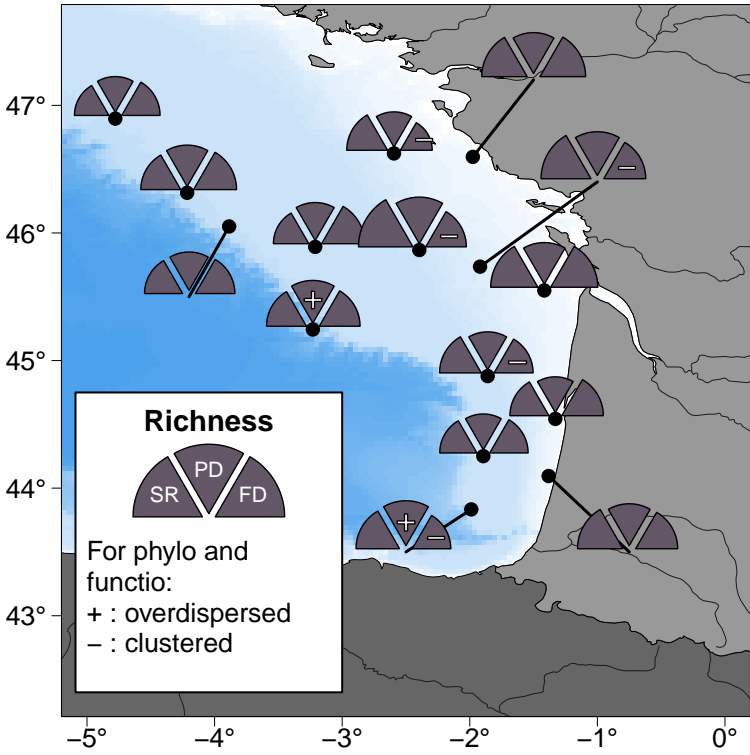 47°
46°
45°
44°
43°
+
−
−
−
−
+
−
Richness
SR PD FD
For phylo and
functio:
+ : overdispersed
− : clustered
−5° −4° −3° −2° −1° 0°